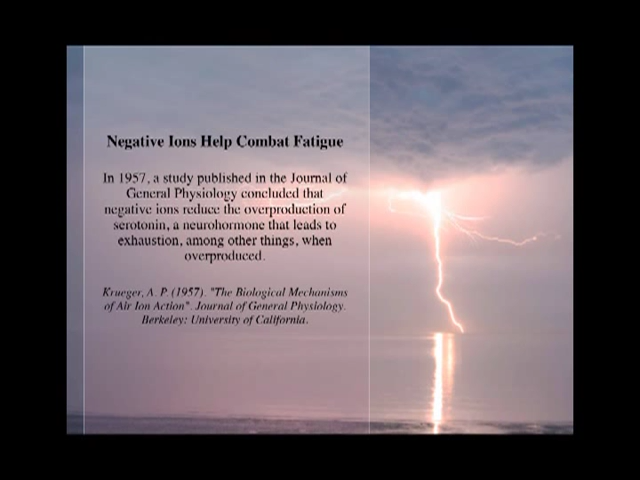 Negative Ions Help Combat Fatigue
In 1957, a study published in the Journal of
General Physiology concluded that
negative ions reduce the overproduction of
serotonin, a neurohormone that leads to
exhaustion, among other things, when
overproduced.
Krueger, A. P. (1957). "The Biological Mechanisms
of Air Ion Action". Journal of General Physiology.
Berkeley: University of California.